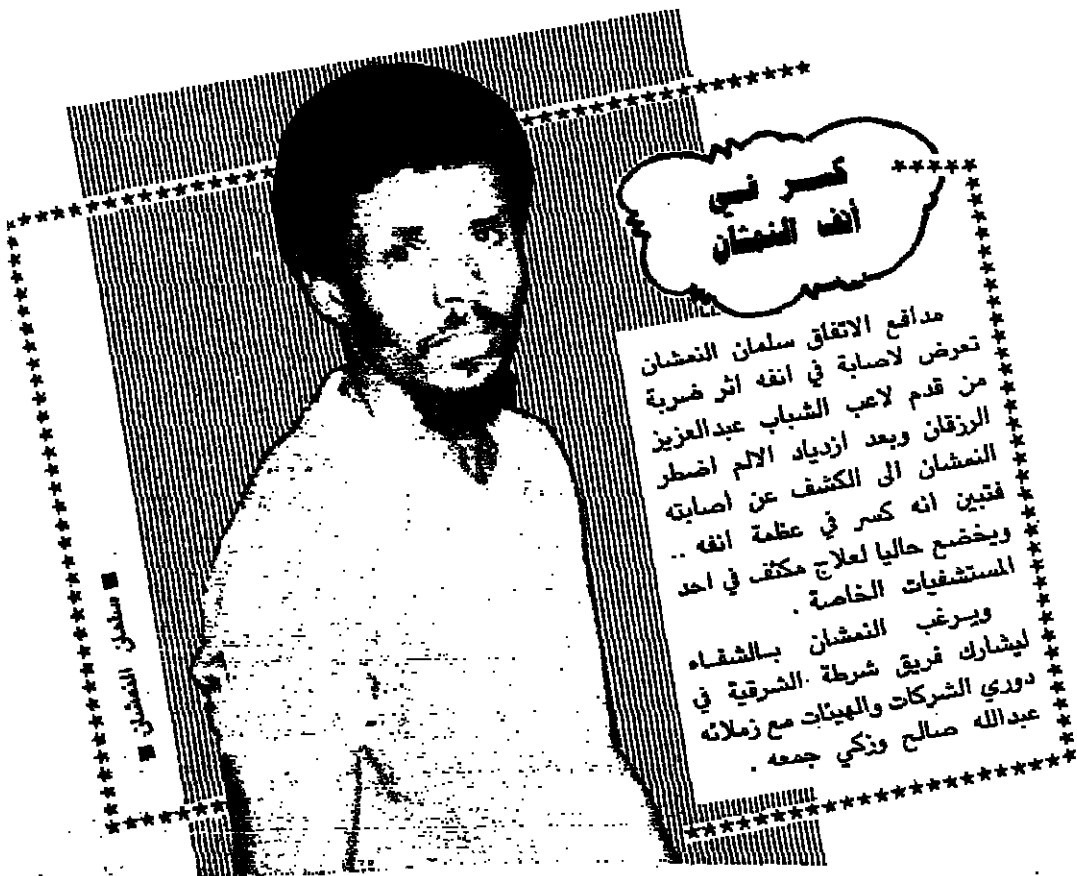 كسر في
أنف النمشان
مدافع الاتفاق سلمان النمشان
تعرض لاصابة في انفه اثر ضربة
من قدم لاعب الشباب عبدالعزيز
الرزقان وبعد ازدياد الالم اضطر
النمشان الى الكشف عن اصابته
فتبين انه كسر في عظمة انفه ..
ويخضع حاليا لعلاج مكثف في احد
المستشفيات الخاصة .
ويرغب النمشان بالشفاء
ليشارك فريق شرطة الشرقية في
دوري الشركات والهيئات مع زملائه
عبدالله صالح وزكي جمعه .
■ سلمان النمشان ■